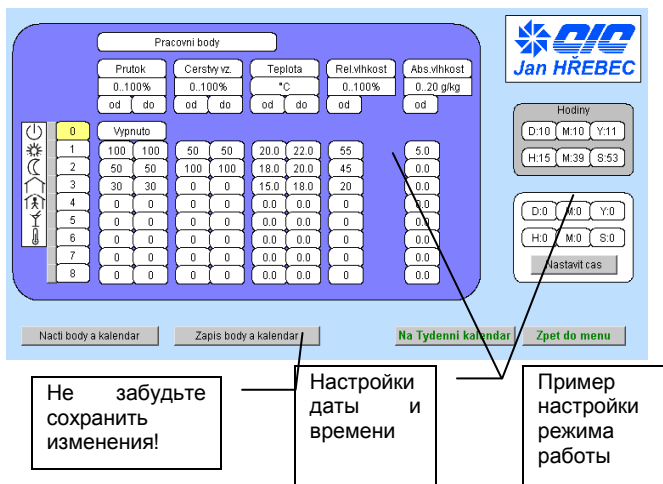 Pracovni body
Prutok Cerstvy vz. Teplota Rel.vlhkost Abs.vlhkost
0..100% 0..100% °C 0..100% 0..20 g/kg
od do od do od do od od
0 Vypnuto
1 100 100 50 50 20.0 22.0 55 5.0
2 50 50 100 100 18.0 20.0 45 0.0
3 30 30 0 0 15.0 18.0 20 0.0
4 0 0 0 0 0.0 0.0 0 0.0
5 0 0 0 0 0.0 0.0 0 0.0
6 0 0 0 0 0.0 0.0 0 0.0
7 0 0 0 0 0.0 0.0 0 0.0
8 0 0 0 0 0.0 0.0 0 0.0
Jan HŘEBEC
Hodiny
D:10 M:10 Y:11
H:15 M:39 S:53
D:0 M:0 Y:0
H:0 M:0 S:0
Nastavit cas
Nacti body a kalendar Zapis body a kalendar Na Tydenni kalendar Zpet do menu
Не забудьте
сохранить
изменения!
Настройки
даты и
времени
Пример
настройки
режима
работы